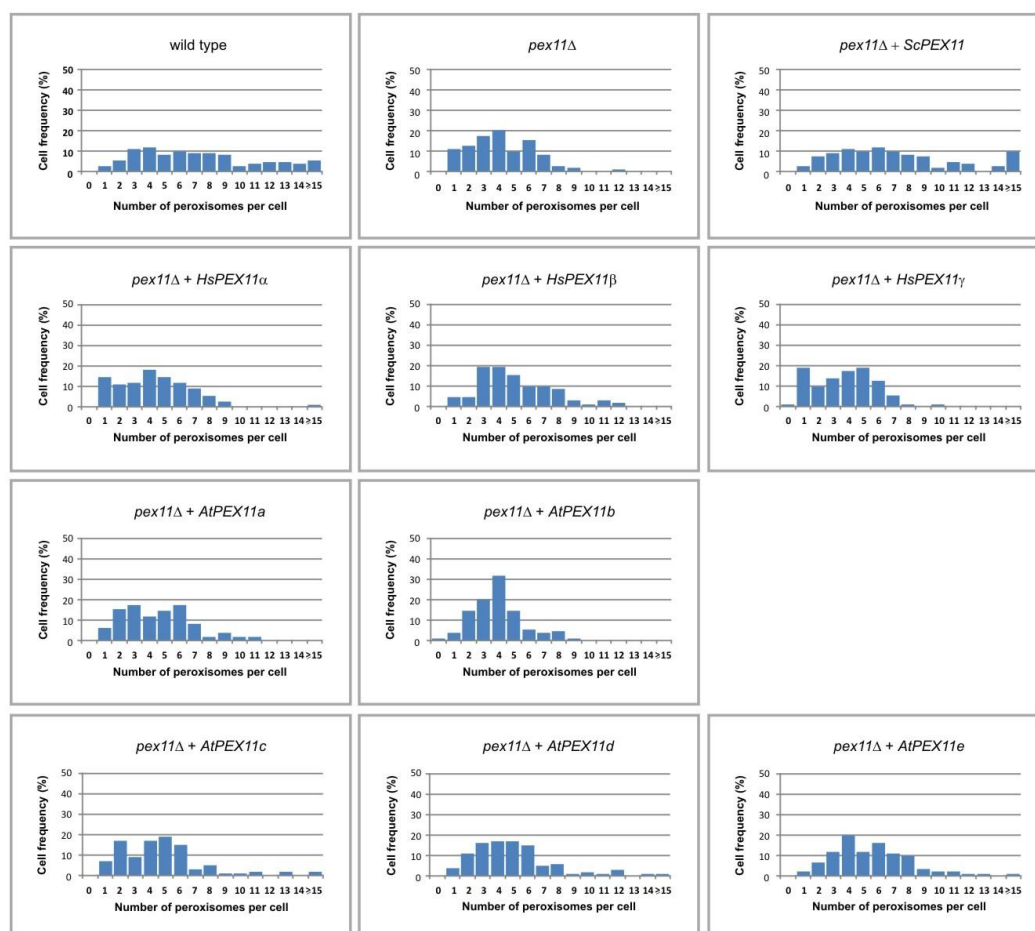 wild type
50
40
30
20
10
0
Cell frequency (%)
0 1 2 3 4 5 6 7 8 9 10 11 12 13 14 ≥15
Number of peroxisomes per cell
pex11Δ
50
40
30
20
10
0
Cell frequency (%)
0 1 2 3 4 5 6 7 8 9 10 11 12 13 14 ≥15
Number of peroxisomes per cell
pex11Δ + ScPEX11
50
40
30
20
10
0
Cell frequency (%)
0 1 2 3 4 5 6 7 8 9 10 11 12 13 14 ≥15
Number of peroxisomes per cell
pex11Δ + HsPEX11α
50
40
30
20
10
0
Cell frequency (%)
0 1 2 3 4 5 6 7 8 9 10 11 12 13 14 ≥15
Number of peroxisomes per cell
pex11Δ + HsPEX11β
50
40
30
20
10
0
Cell frequency (%)
0 1 2 3 4 5 6 7 8 9 10 11 12 13 14 ≥15
Number of peroxisomes per cell
pex11Δ + HsPEX11γ
50
40
30
20
10
0
Cell frequency (%)
0 1 2 3 4 5 6 7 8 9 10 11 12 13 14 ≥15
Number of peroxisomes per cell
pex11Δ + AtPEX11a
50
40
30
20
10
0
Cell frequency (%)
0 1 2 3 4 5 6 7 8 9 10 11 12 13 14 ≥15
Number of peroxisomes per cell
pex11Δ + AtPEX11b
50
40
30
20
10
0
Cell frequency (%)
0 1 2 3 4 5 6 7 8 9 10 11 12 13 14 ≥15
Number of peroxisomes per cell
pex11Δ + AtPEX11c
50
40
30
20
10
0
Cell frequency (%)
0 1 2 3 4 5 6 7 8 9 10 11 12 13 14 ≥15
Number of peroxisomes per cell
pex11Δ + AtPEX11d
50
40
30
20
10
0
Cell frequency (%)
0 1 2 3 4 5 6 7 8 9 10 11 12 13 14 ≥15
Number of peroxisomes per cell
pex11Δ + AtPEX11e
50
40
30
20
10
0
Cell frequency (%)
0 1 2 3 4 5 6 7 8 9 10 11 12 13 14 ≥15
Number of peroxisomes per cell